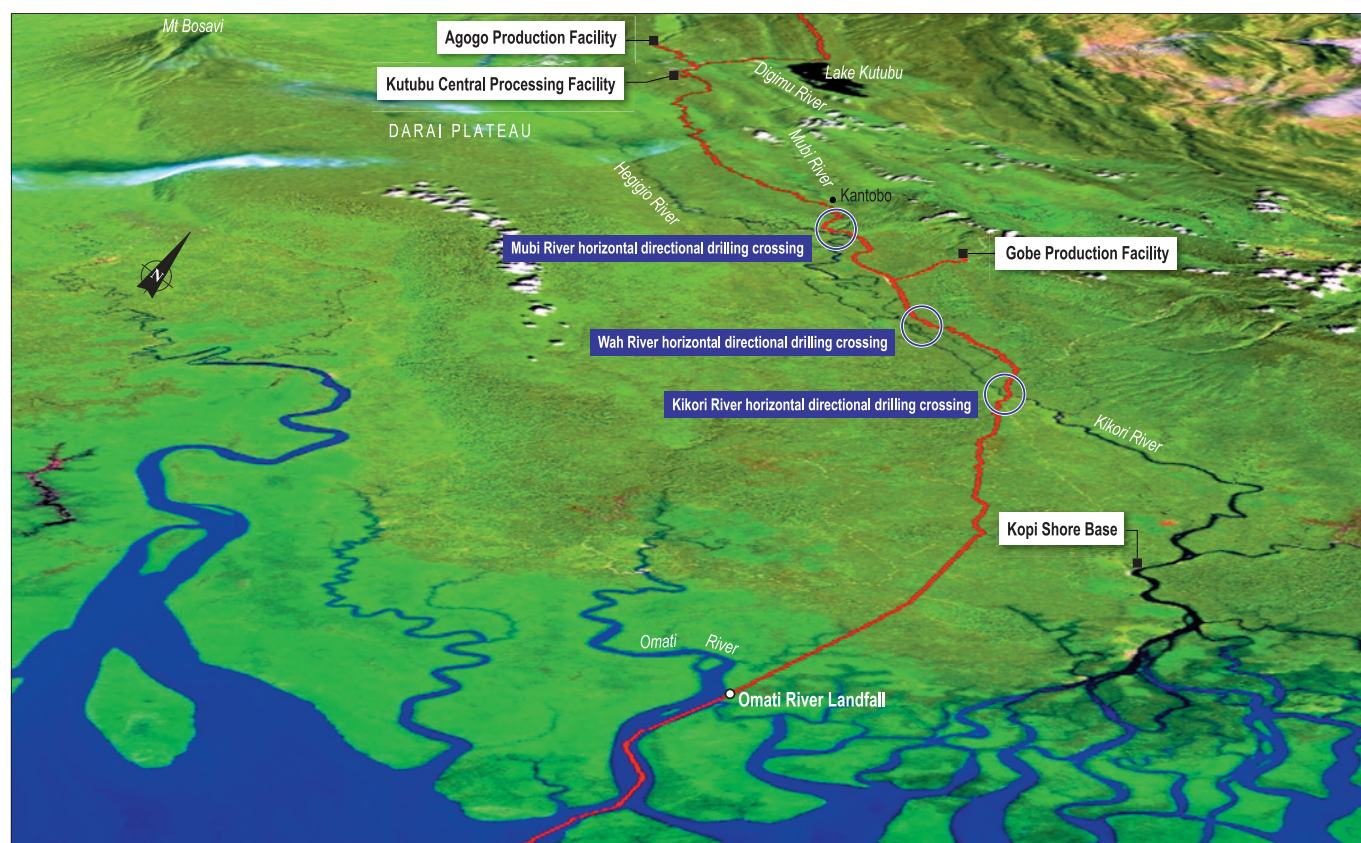 Mt Bosavi
Agogo Production Facility
Kutubu Central Processing Facility
Lake Kutubu
Digimu River
DARAI PLATEAU
Mubi River
Hegigio River
Kantobo
Mubi River horizontal directional drilling crossing
Gobe Production Facility
N
Wah River horizontal directional drilling crossing
Kikori River horizontal directional drilling crossing
Kikori River
Kopi Shore Base
Omati River
Omati River Landfall